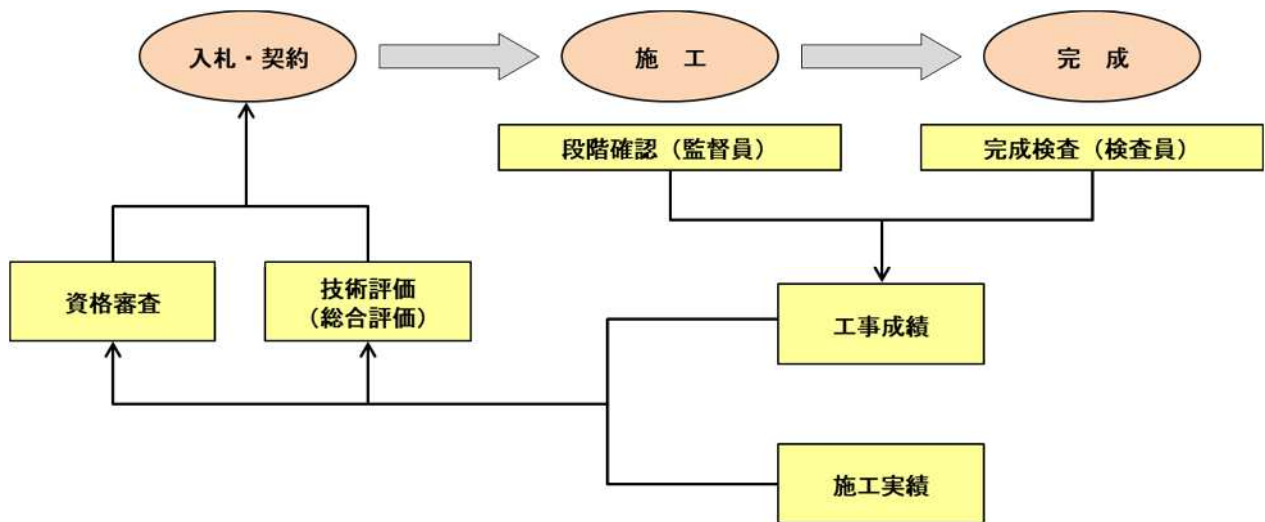 入札・契約
施　工
完　成
段階確認（監督員）
完成検査（検査員）
資格審査
技術評価
（総合評価）
工事成績
施工実績